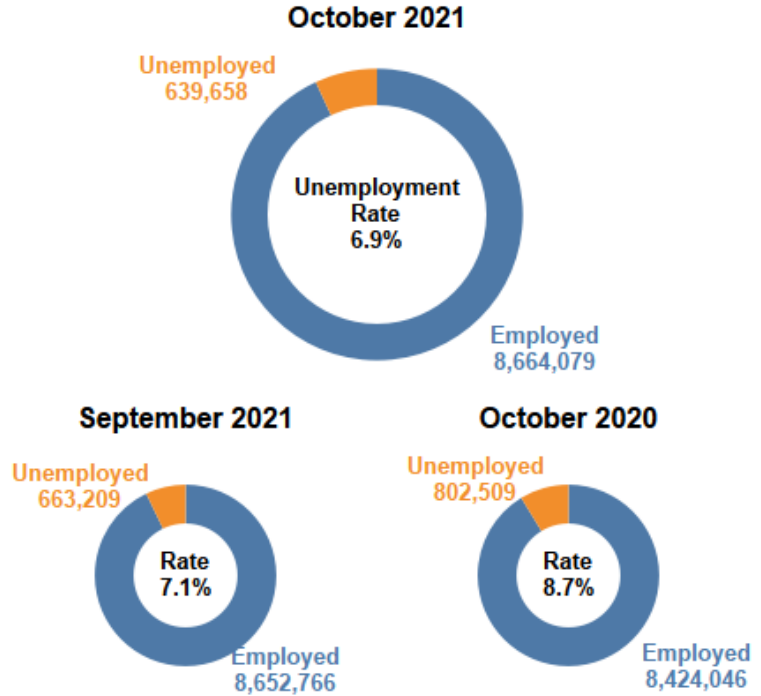 October 2021
Unemployed
639,658
Unemployment
Rate
6.9%
Employed
8,664,079
September 2021
Unemployed
663,209
Rate
7.1%
Employed
8,652,766
October 2020
Unemployed
802,509
Rate
8.7%
Employed
8,424,046